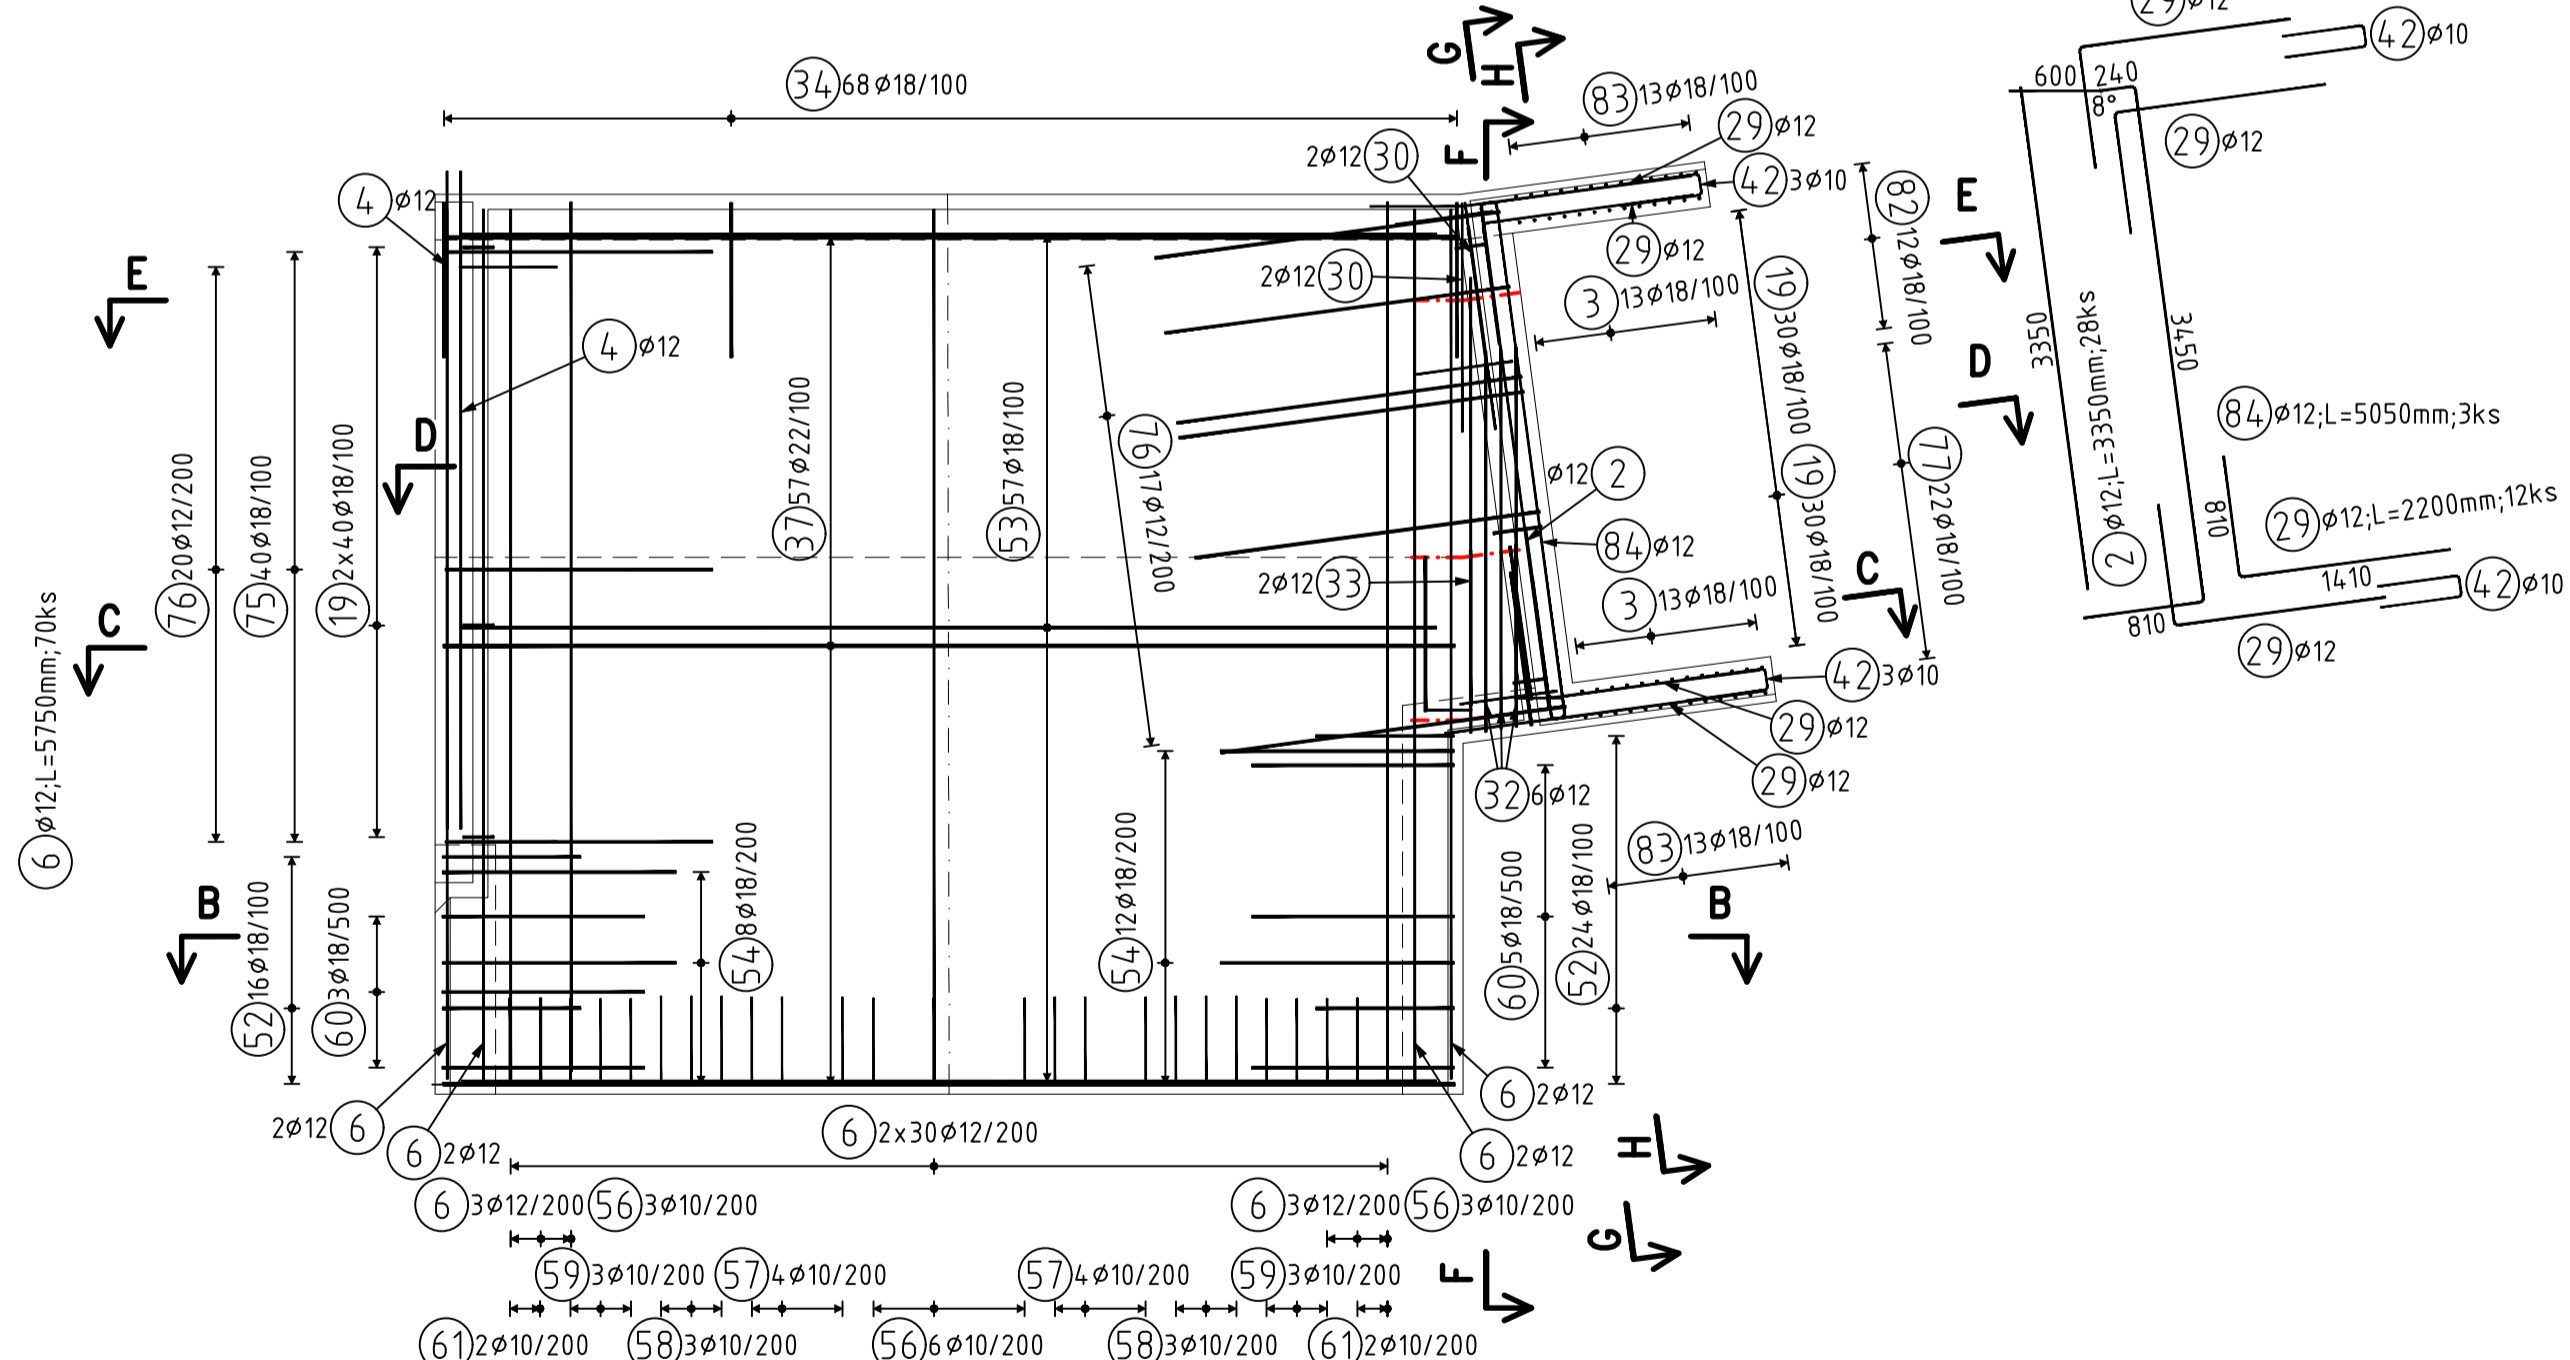 29 ø12
42 ø10
G
H
34 68ø18/100
83 13ø18/100
600 240
8°
29 ø12
F
2ø12 30
29 ø12
42 3ø10
4 ø12
82 12ø18/100
E
E
2ø12 30
29 ø12
3 13ø18/100
19 30ø18/100
4 ø12
D
D
3350
2 ø12;L=3350mm;28ks
3450
84 ø12;L=5050mm;3ks
37 57ø22/100
53 57ø18/100
76 17ø12/200
19 30ø18/100
77 22ø18/100
ø12 2
76 20ø12/200
75 40ø18/100
19 2x40ø18/100
84 ø12
2ø12 33
3 13ø18/100
C
C
810
29 ø12;L=2200mm;12ks
1410
42 ø10
810
29 ø12
6 ø12;L=5750mm;70ks
42 3ø10
29 ø12
29 ø12
32 6ø12
83 13ø18/100
B
B
52 16ø18/100
60 3ø18/500
54 8ø18/200
54 12ø18/200
60 5ø18/500
52 24ø18/100
2ø12 6
6 2ø12
6 2x30ø12/200
6 2ø12
6 2ø12
H
6 3ø12/200 56 3ø10/200
6 3ø12/200 56 3ø10/200
G
59 3ø10/200 57 4ø10/200
57 4ø10/200 59 3ø10/200
F
61 2ø10/200 58 3ø10/200 56 6ø10/200 58 3ø10/200 61 2ø10/200